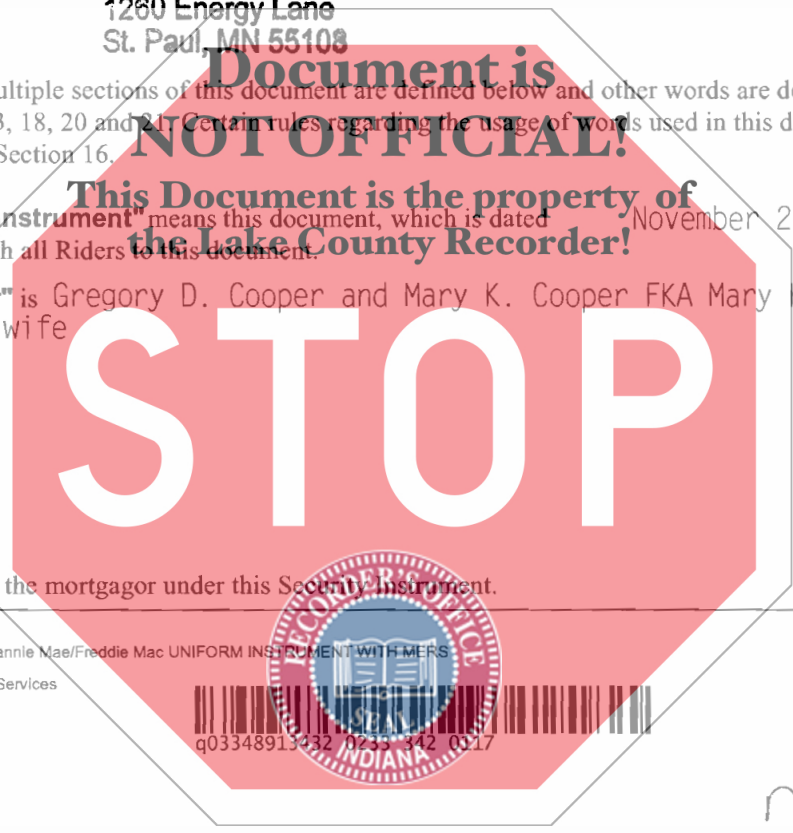 1260 Energy Lane
St. Paul, MN 55108
Document is
ultiple sections of this document are defined below and other words are de
3, 18, 20 and 21. Certain rules regarding the usage of words used in this d
NOT OFFICIAL!
Section 16.
This Document is the property of
nstrument" means this document, which is dated November 2
the Lake County Recorder!
h all Riders to this document.
" is Gregory D. Cooper and Mary K. Cooper FKA Mary
wife
STOP
the mortgagor under this Security Instrument.
RECORDER'S OFFICE
annie Mae/Freddie Mac UNIFORM INSTRUMENT WITH MERS
Services
SEAL
INDIANA
q03348913432 0233 342 0117